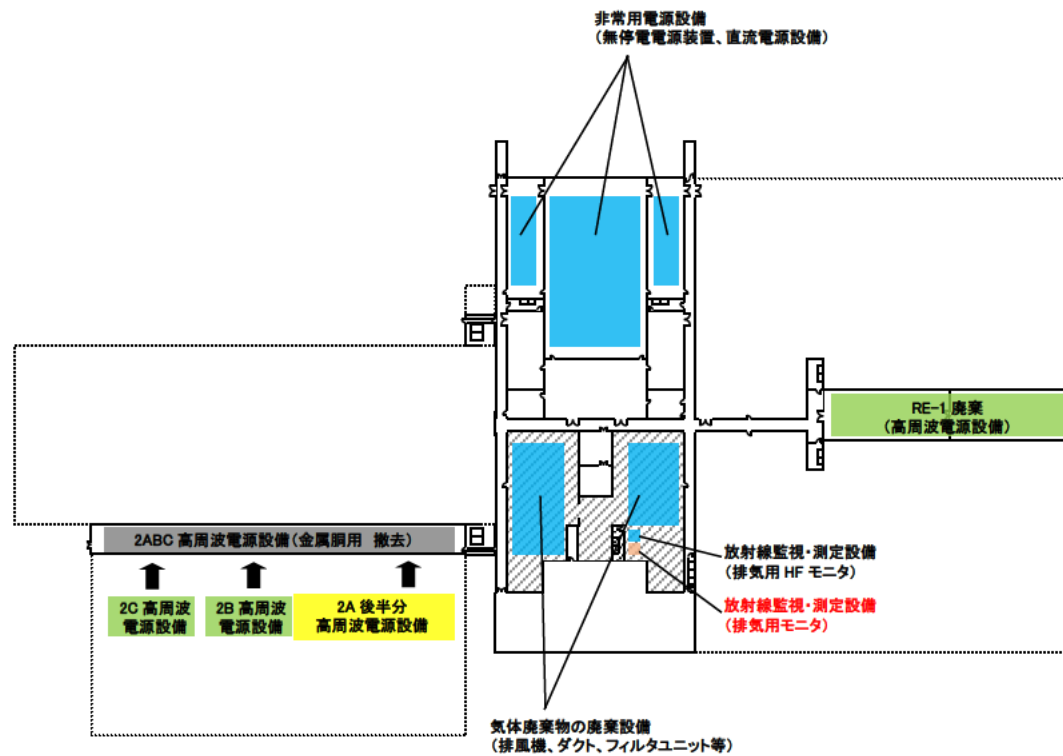 非常用電源設備
（無停電電源装置、直流電源設備）
RE-1 廃棄
（高周波電源設備）
2ABC 高周波電源設備（金属胴用　撤去）
2C 高周波
電源設備
2B 高周波
電源設備
2A 後半分
高周波電源設備
放射線監視・測定設備
（排気用 HF モニタ）
放射線監視・測定設備
（排気用モニタ）
気体廃棄物の廃棄設備
（排風機、ダクト、フィルタユニット等）